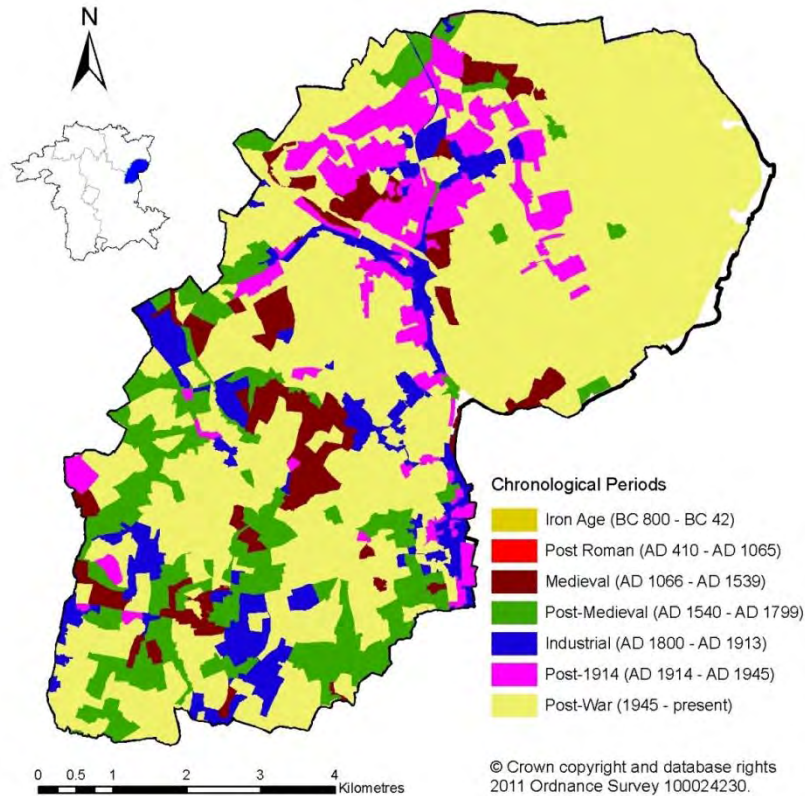 N
Chronological Periods
Iron Age (BC 800 - BC 42)
Post Roman (AD 410 - AD 1065)
Medieval (AD 1066 - AD 1539)
Post-Medieval (AD 1540 - AD 1799)
Industrial (AD 1800 - AD 1913)
Post-1914 (AD 1914 - AD 1945)
Post-War (1945 - present)
0 0.5 1 2 3 4
Kilometres
© Crown copyright and database rights
2011 Ordnance Survey 100024230.